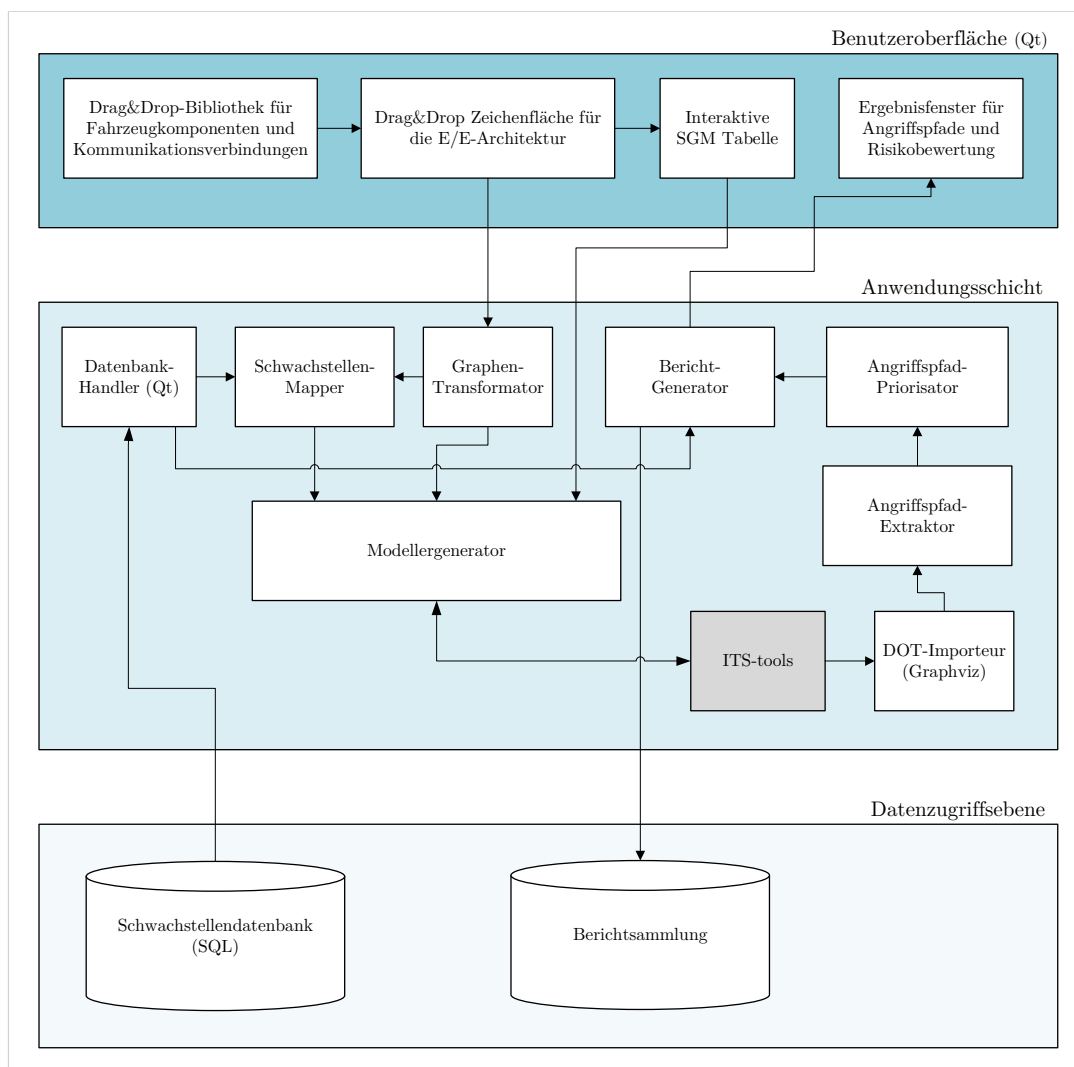 Benutzeroberfläche (Qt)
Drag&Drop-Bibliothek für
Fahrzeugkomponenten und
Kommunikationsverbindungen
Drag&Drop Zeichenfläche für
die E/E-Architektur
Interaktive
SGM Tabelle
Ergebnisfenster für
Angriffspfade und
Risikobewertung
Anwendungsschicht
Datenbank-
Handler (Qt)
Schwachstellen-
Mapper
Graphen-
Transformator
Bericht-
Generator
Angriffspfad-
Priorisator
Angriffspfad-
Extraktor
Modellergenerator
ITS-tools
DOT-Importeur
(Graphviz)
Datenzugriffsebene
Schwachstellendatenbank
(SQL)
Berichtsammlung